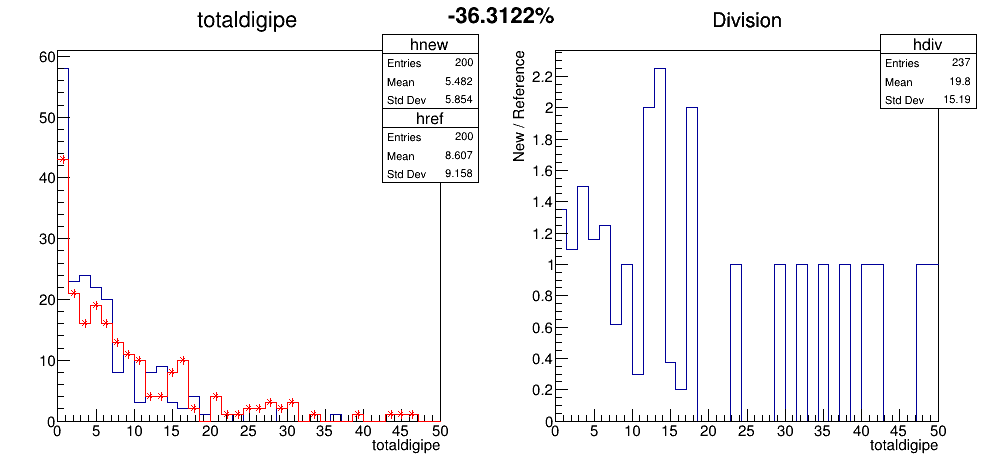 totaldigipe
-36.3122%
Division
hnew
Entries 200
Mean 5.482
Std Dev 5.854
href
Entries 200
Mean 8.607
Std Dev 9.158
60
50
40
30
20
10
0
0 5 10 15 20 25 30 35 40 45 50
totaldigipe
hdiv
Entries 237
Mean 19.8
Std Dev 15.19
New / Reference
2.2
2
1.8
1.6
1.4
1.2
1
0.8
0.6
0.4
0.2
0
0 5 10 15 20 25 30 35 40 45 50
totaldigipe